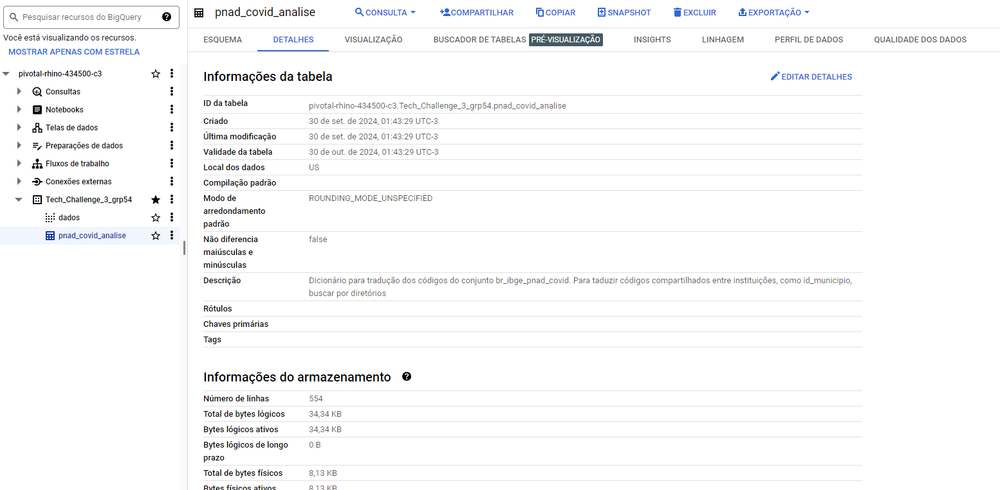 Pesquisar recursos do BigQuery
Você está visualizando os recursos.
MOSTRAR APENAS COM ESTRELA
pivotal-rhino-434500-c3
Consultas
Notebooks
Telas de dados
Preparações de dados
Fluxos de trabalho
Conexões externas
Tech_Challenge_3_grp54
dados
pnad_covid_analise
pnad_covid_analise
CONSULTA
COMPARTILHAR
COPIAR
SNAPSHOT
EXCLUIR
EXPORTAÇÃO
ESQUEMA
DETALHES
VISUALIZAÇÃO
BUSCADOR DE TABELAS PRÉ-VISUALIZAÇÃO
INSIGHTS
LINHAGEM
PERFIL DE DADOS
QUALIDADE DOS DADOS
Informações da tabela
EDITAR DETALHES
ID da tabela pivotal-rhino-434500-c3.Tech_Challenge_3_grp54.pnad_covid_analise
Criado 30 de set. de 2024, 01:43:29 UTC-3
Última modificação 30 de set. de 2024, 01:43:29 UTC-3
Validade da tabela 30 de out. de 2024, 01:43:29 UTC-3
Local dos dados US
Compilação padrão
Modo de ROUNDING_MODE_UNSPECIFIED
arredondamento
padrão
Não diferencia false
maiúsculas e
minúsculas
Descrição Dicionário para tradução dos códigos do conjunto br_ibge_pnad_covid. Para taduzir códigos compartilhados entre instituições, como id_municipio,
buscar por diretórios
Rótulos
Chaves primárias
Tags
Informações do armazenamento
Número de linhas 554
Total de bytes lógicos 34,34 KB
Bytes lógicos ativos 34,34 KB
Bytes lógicos de longo 0 B
prazo
Total de bytes físicos 8,13 KB
Bytes físicos ativos 8,13 KB